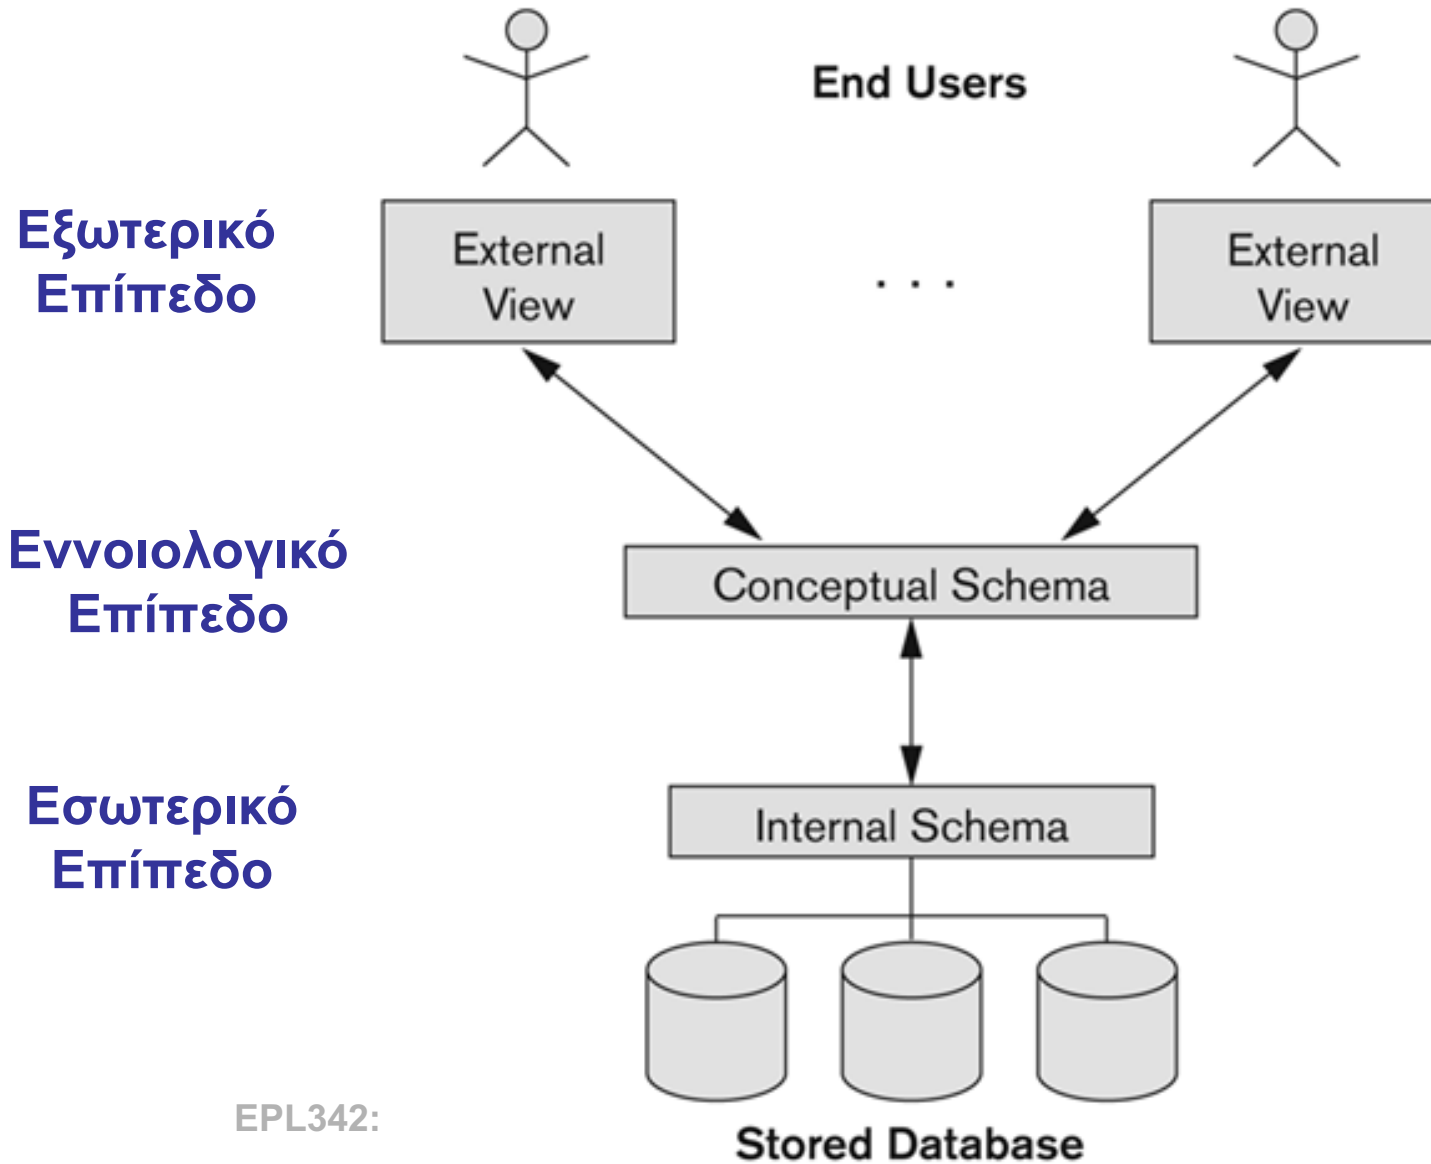 End Users
Εξωτερικό
Επίπεδο
External
View
. . .
External
View
Εννοιολογικό
Επίπεδο
Conceptual Schema
Εσωτερικό
Επίπεδο
Internal Schema
EPL342:
Stored Database